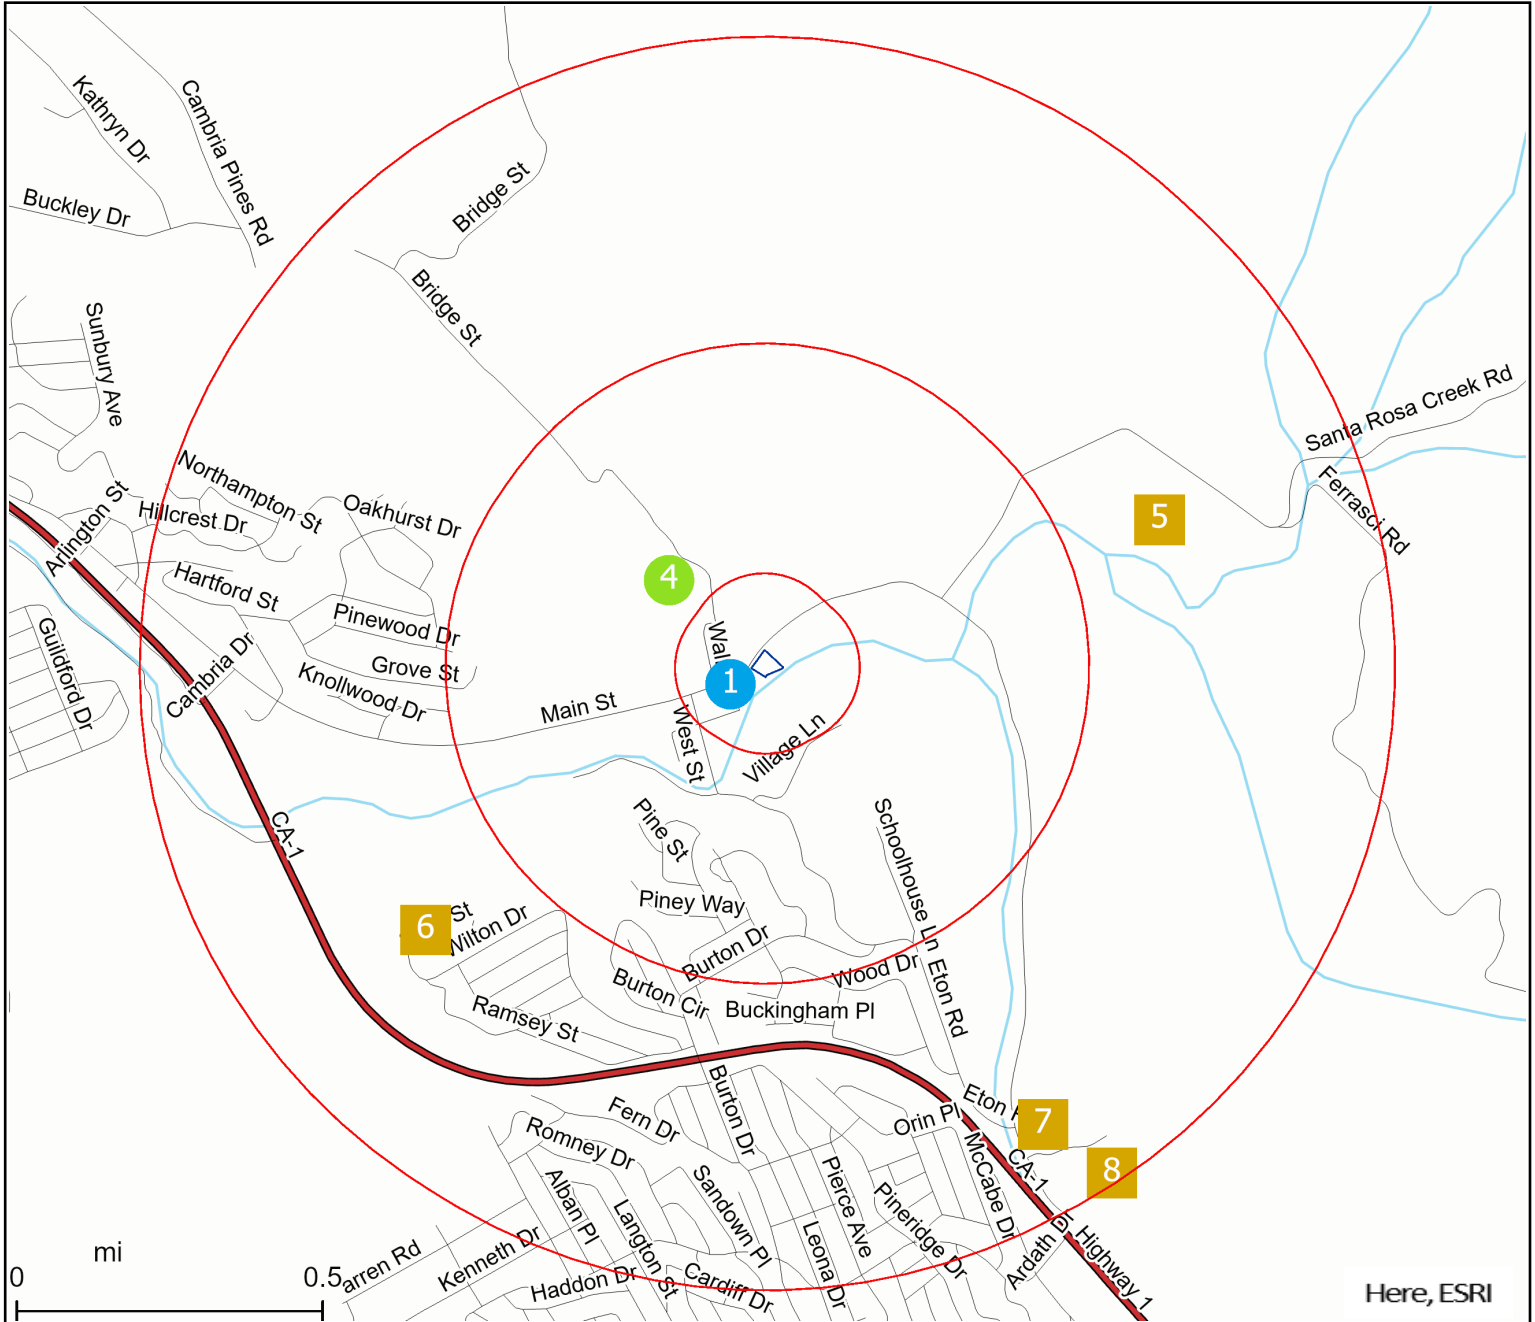 Kathryn Dr
Cambria Pines Rd
Buckley Dr
Bridge St
Bridge St
Sunbury Ave
Santa Rosa Creek Rd
Ferrasci Rd
Northampton St
Oakhurst Dr
Hillcrest Dr
Arlington St
5
4
Hartford St
Pinewood Dr
Guildford Dr
Cambria Dr
Grove St
Knollwood Dr
Main St
Wal
1
West St
Village Ln
CA-1
Pine St
Schoolhouse Ln
Piney Way
6
St
Wilton Dr
Burton Dr
Wood Dr
Eton Rd
Burton Cir
Buckingham Pl
Ramsey St
Burton Dr
Fern Dr
Romney Dr
Orin Pl
Eton
7
McCabe Dr
CA-1
8
Alban Pl
Langton St
Sandown Pl
Pierce Ave
Pineridge Dr
Leona Dr
Ardath D
Highway 1
arren Rd
Kenneth Dr
Haddon Dr
Cardiff Dr
mi
0
0.5
Here, ESRI